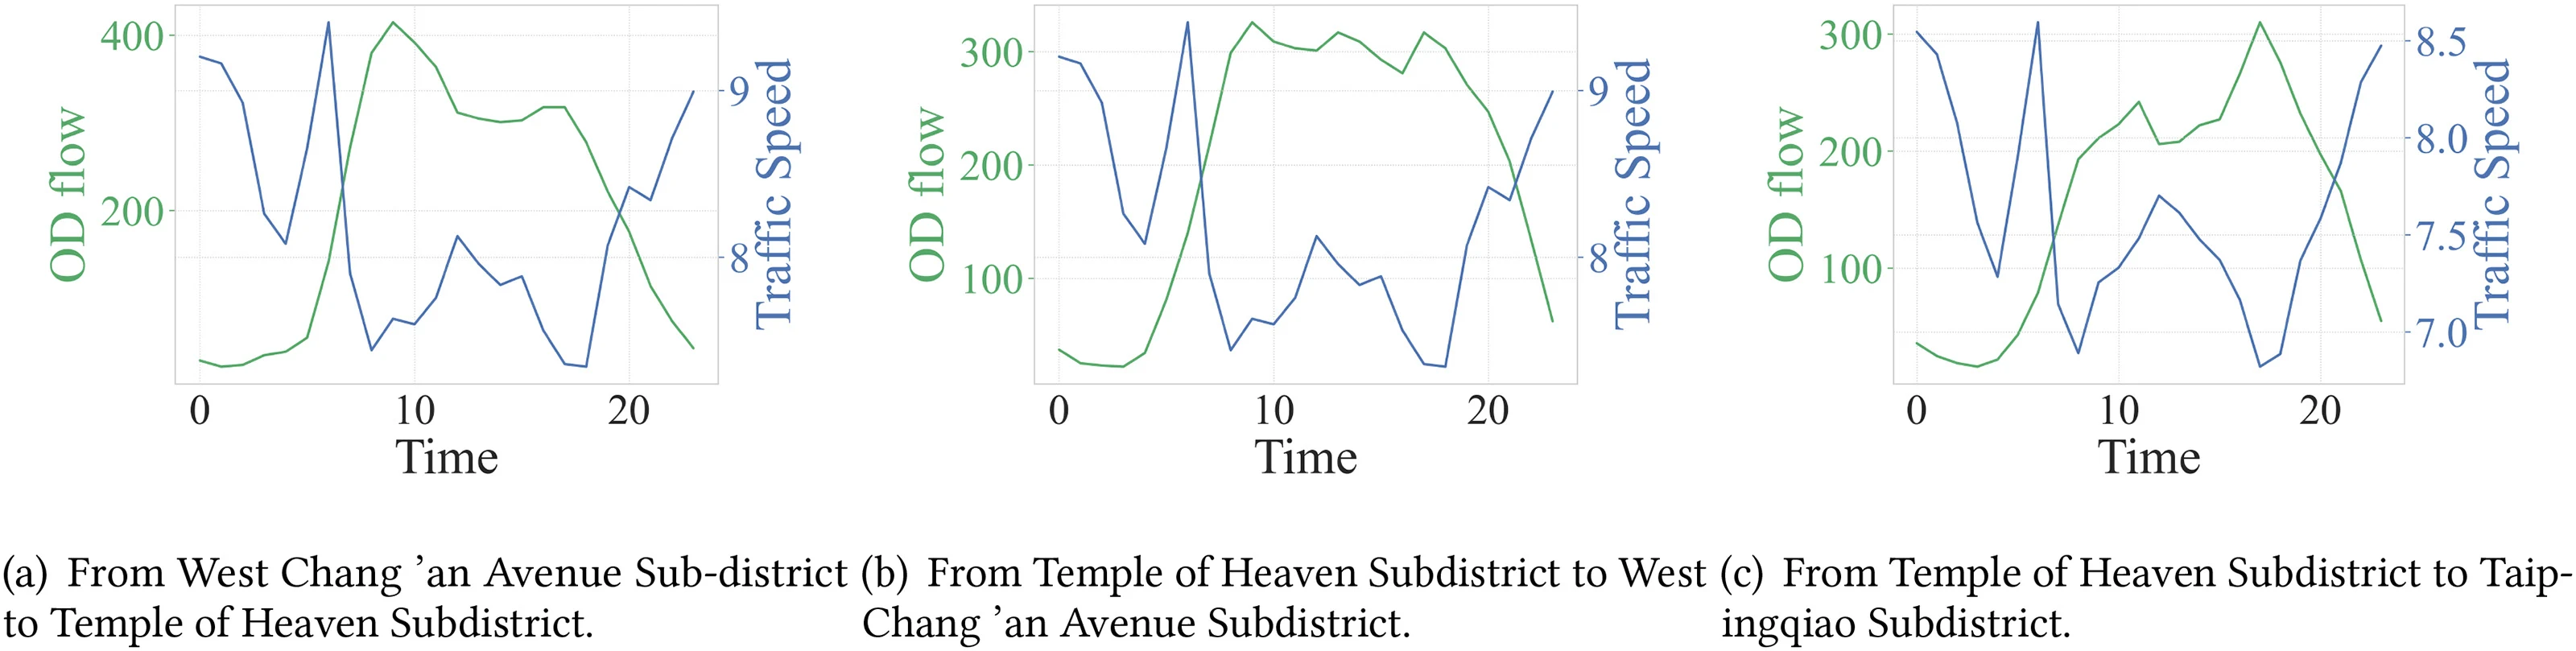 400
200
OD flow
0
10
20
Time
9
8
Traffic Speed
300
200
100
OD flow
0
10
20
Time
9
8
Traffic Speed
300
200
100
OD flow
0
10
20
Time
8.5
8.0
7.5
7.0
Traffic Speed
(a) From West Chang ’an Avenue Sub-district
to Temple of Heaven Subdistrict.
(b) From Temple of Heaven Subdistrict to West
Chang ’an Avenue Subdistrict.
(c) From Temple of Heaven Subdistrict to Taip-
ingqiao Subdistrict.